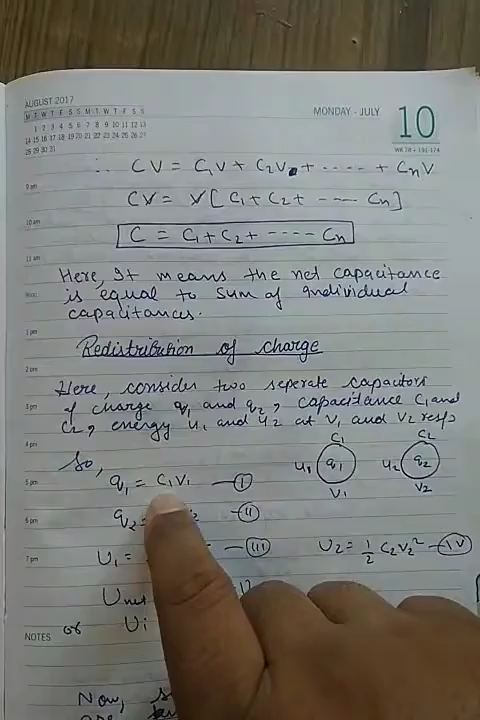 AUGUST 2017
M T W T F S S M T W T F S S
1 2 3 4 5 6 7 8 9 10 11 12 13
14 15 16 17 18 19 20 21 22 23 24 25 26 27
28 29 30 31
MONDAY - JULY 10
WK 28 • 191-174
∴ CV = C₁V + C₂V + ----- + CₙV
9 am
CV = V [ C₁ + C₂ + --- Cₙ]
10 am
C = C₁ + C₂ + ---- Cₙ
11 am
Here, It means the net capacitance
is equal to sum of individual
capacitances.
1 pm
Redistribution of charge
2 pm
Here, consider two seperate capacitors
3 pm
of charge q₁ and q₂, capacitance C₁ and
C₂, energy U₁ and U₂ at V₁ and V₂ resp
4 pm
So,
C₁ C₂
U₁ q₁ U₂ q₂
V₁ V₂
5 pm
q₁ = C₁V₁ — I
6 pm
q₂ — II
7 pm
U₁ = — III U₂ = 1/2 C₂V₂² — IV
Unet
NOTES
or Ui
Now,
are